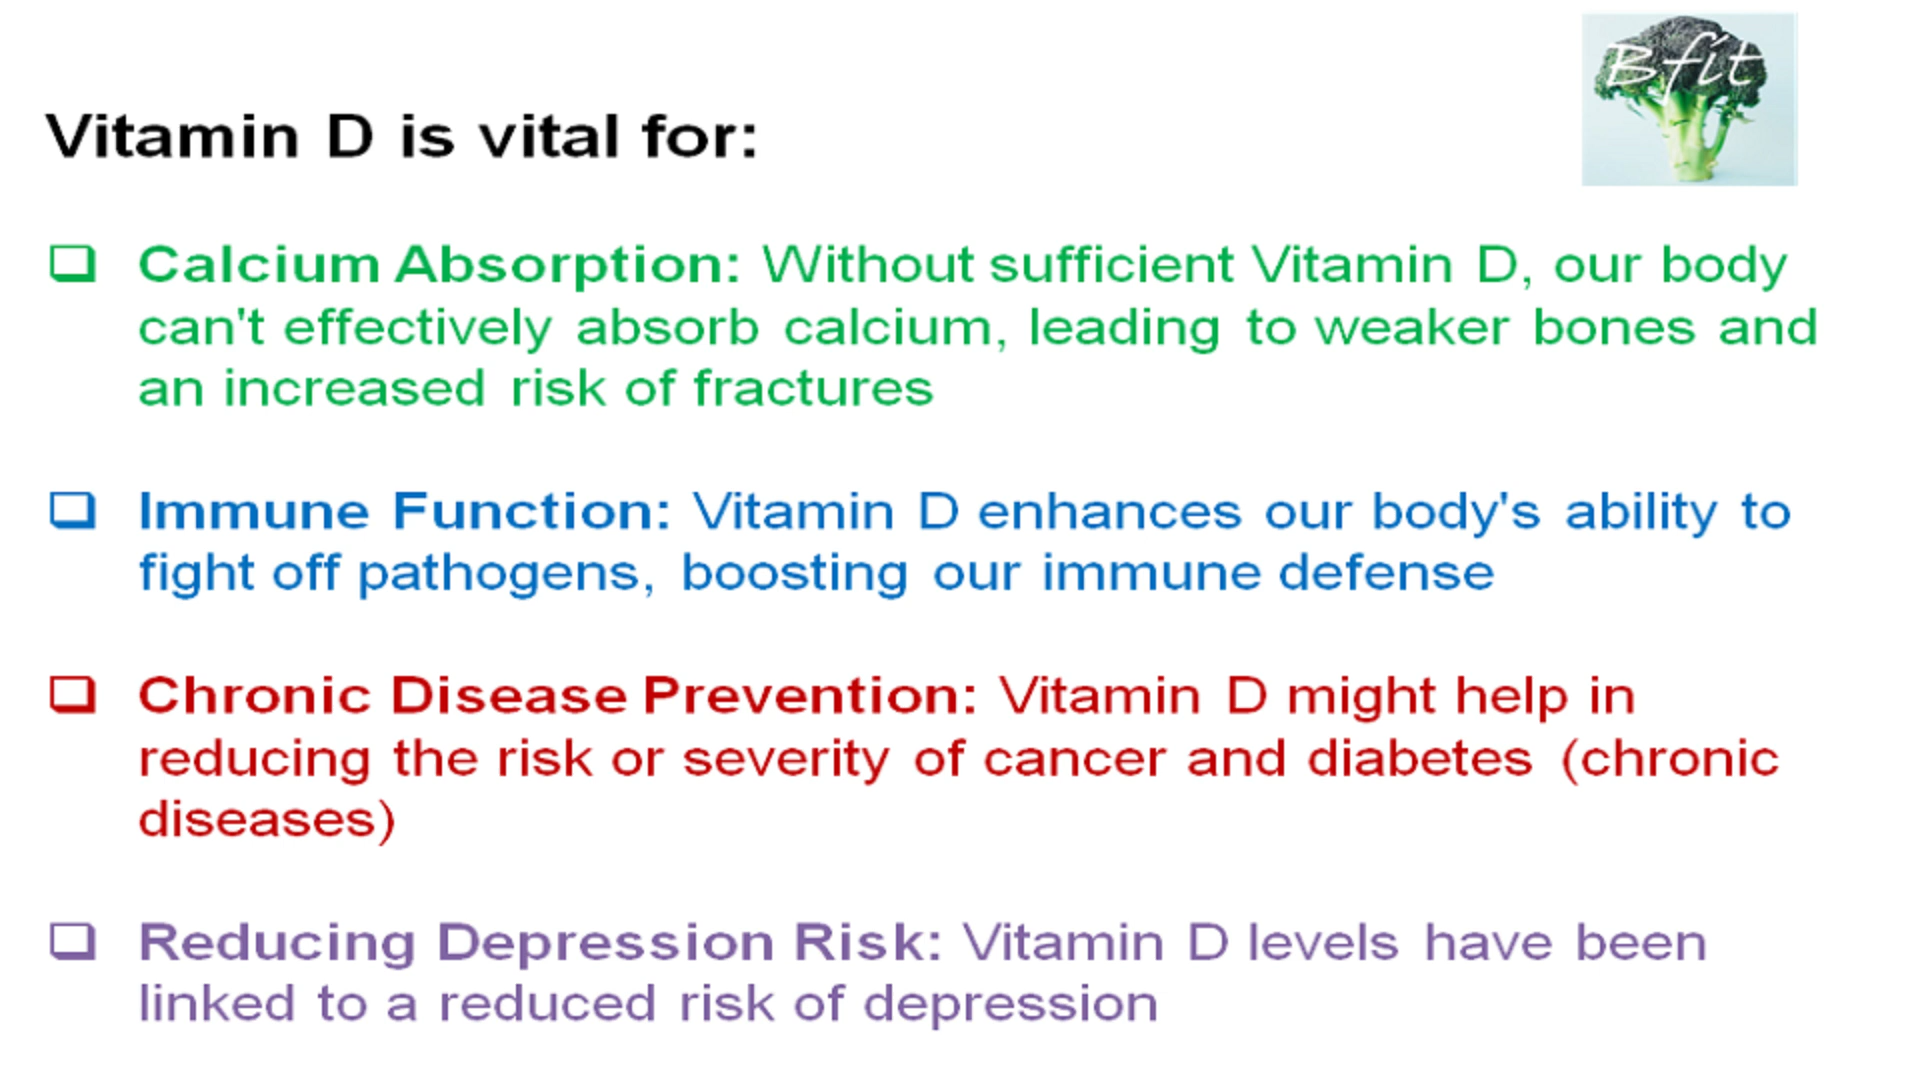 Bfit
Vitamin D is vital for:
❑ Calcium Absorption: Without sufficient Vitamin D, our body
can't effectively absorb calcium, leading to weaker bones and
an increased risk of fractures
❑ Immune Function: Vitamin D enhances our body's ability to
fight off pathogens, boosting our immune defense
❑ Chronic Disease Prevention: Vitamin D might help in
reducing the risk or severity of cancer and diabetes (chronic
diseases)
❑ Reducing Depression Risk: Vitamin D levels have been
linked to a reduced risk of depression